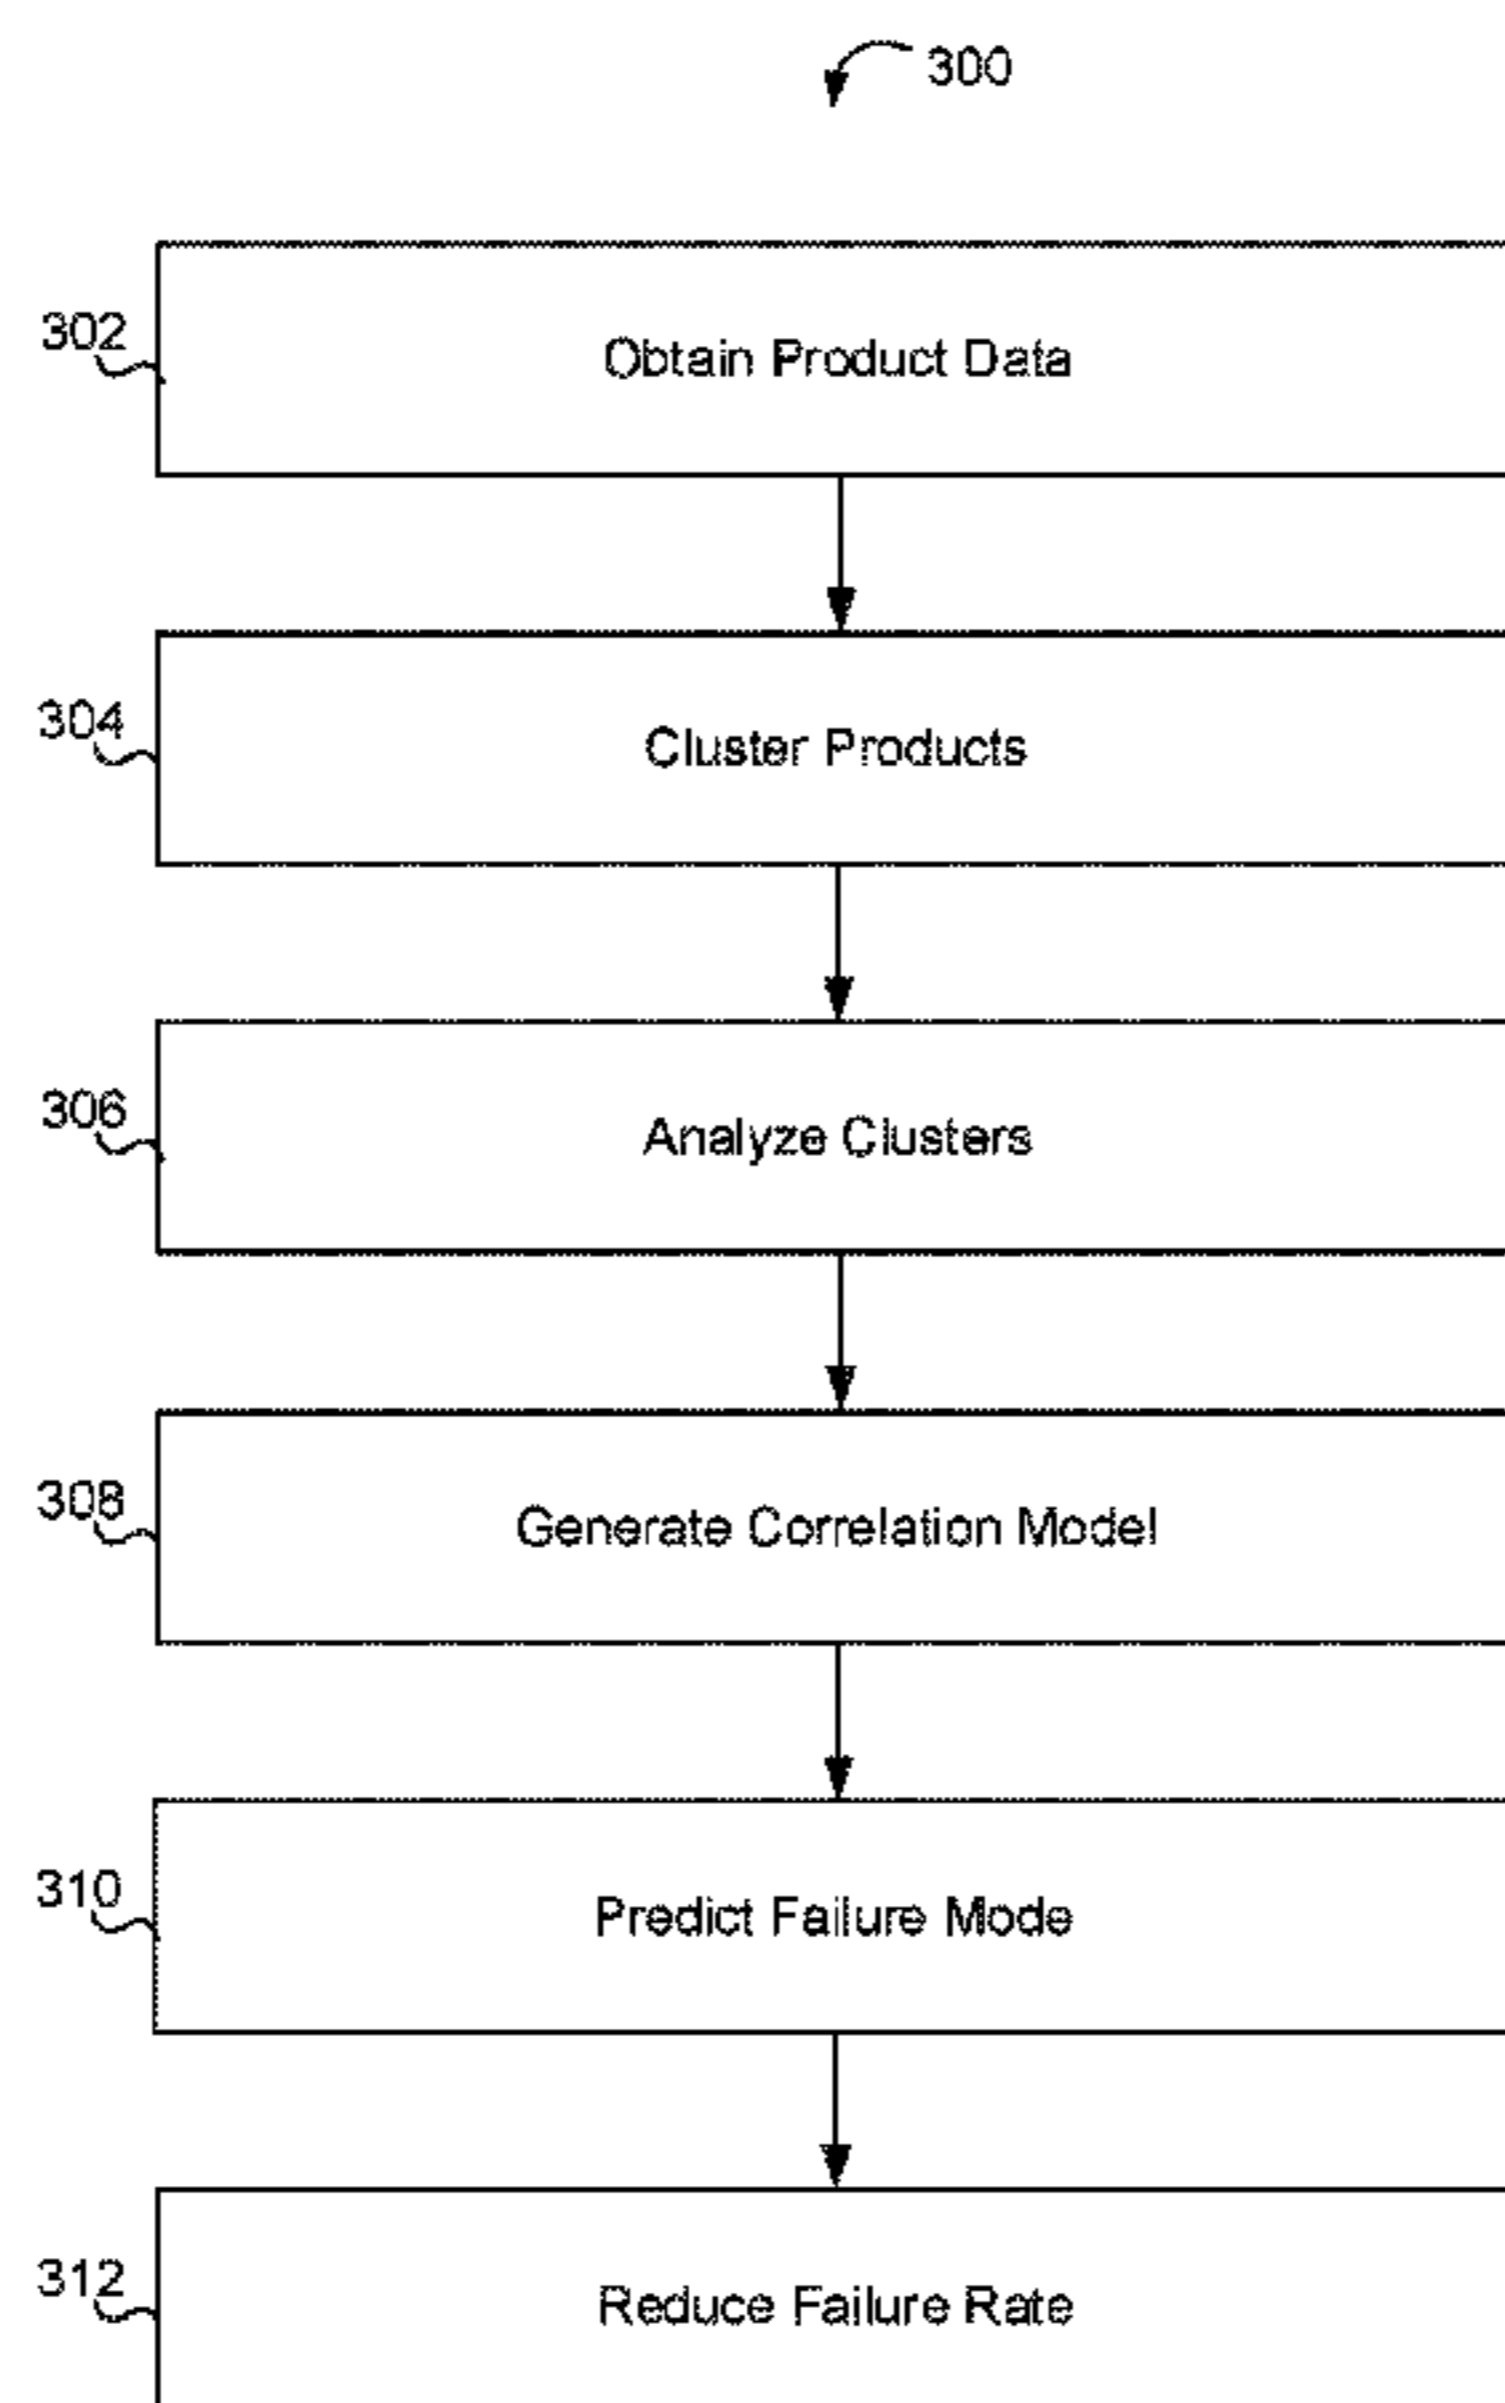 300
302
Obtain Product Data
304
Cluster Products
306
Analyze Clusters
308
Generate Correlation Model
310
Predict Failure Mode
312
Reduce Failure Rate